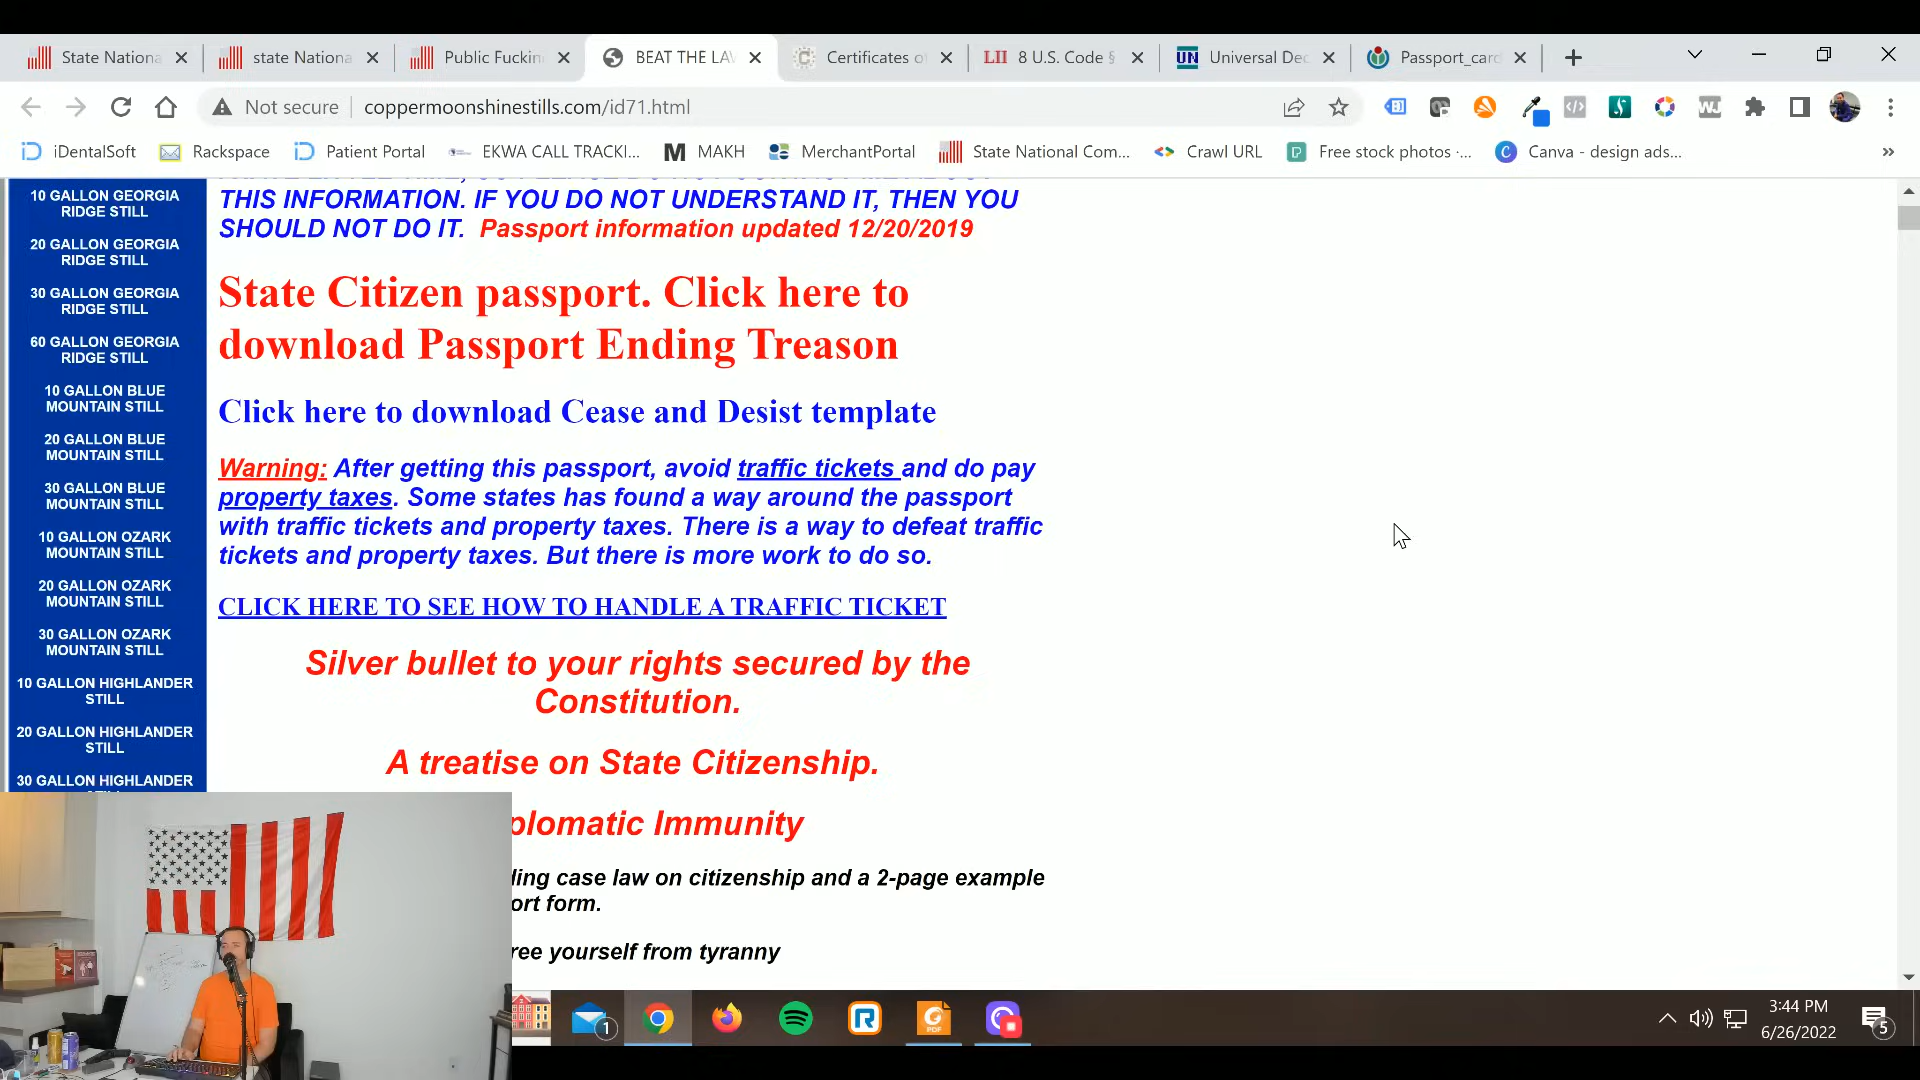 State Nationa
state Nationa
Public Fuckin
BEAT THE LAW
Certificates o
LII 8 U.S. Code §
UN Universal Dec
Passport_card
Not secure
coppermoonshinestills.com/id71.html
iDentalSoft
Rackspace
Patient Portal
EKWA CALL TRACKI...
MAKH
MerchantPortal
State National Com...
Crawl URL
Free stock photos ·...
Canva - design ads...
10 GALLON GEORGIA
RIDGE STILL
20 GALLON GEORGIA
RIDGE STILL
30 GALLON GEORGIA
RIDGE STILL
60 GALLON GEORGIA
RIDGE STILL
10 GALLON BLUE
MOUNTAIN STILL
20 GALLON BLUE
MOUNTAIN STILL
30 GALLON BLUE
MOUNTAIN STILL
10 GALLON OZARK
MOUNTAIN STILL
20 GALLON OZARK
MOUNTAIN STILL
30 GALLON OZARK
MOUNTAIN STILL
10 GALLON HIGHLANDER
STILL
20 GALLON HIGHLANDER
STILL
30 GALLON HIGHLANDER
THIS INFORMATION. IF YOU DO NOT UNDERSTAND IT, THEN YOU
SHOULD NOT DO IT. Passport information updated 12/20/2019
State Citizen passport. Click here to
download Passport Ending Treason
Click here to download Cease and Desist template
Warning: After getting this passport, avoid traffic tickets and do pay
property taxes. Some states has found a way around the passport
with traffic tickets and property taxes. There is a way to defeat traffic
tickets and property taxes. But there is more work to do so.
CLICK HERE TO SEE HOW TO HANDLE A TRAFFIC TICKET
Silver bullet to your rights secured by the
Constitution.
A treatise on State Citizenship.
plomatic Immunity
ding case law on citizenship and a 2-page example
ort form.
ree yourself from tyranny
1
PDF
3:44 PM
6/26/2022
5